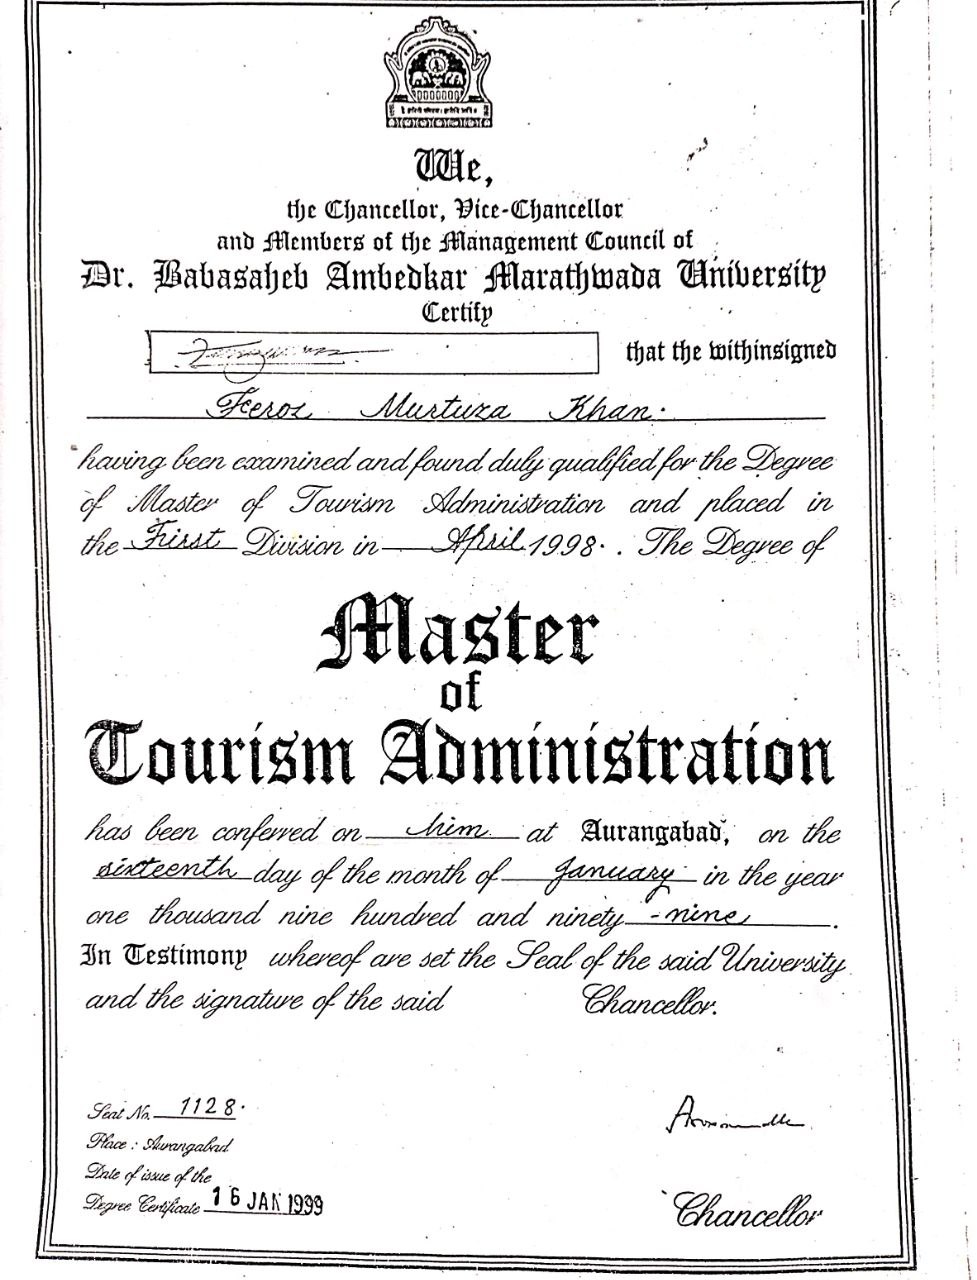 We,
the Chancellor, Vice-Chancellor
and Members of the Management Council of
Dr. Babasaheb Ambedkar Marathwada University
Certify
that the withinsigned
Feroz Murtuza Khan.
having been examined and found duly qualified for the Degree
of Master of Tourism Administration and placed in
the First Division in April 1998. . The Degree of
Master
of
Tourism Administration
has been conferred on him at Aurangabad, on the
sixteenth day of the month of January in the year
one thousand nine hundred and ninety -nine.
In Testimony whereof are set the Seal of the said University
and the signature of the said Chancellor.
Seat No. 1128.
Place : Aurangabad
Date of issue of the
Degree Certificate 16 JAN 1999
Chancellor